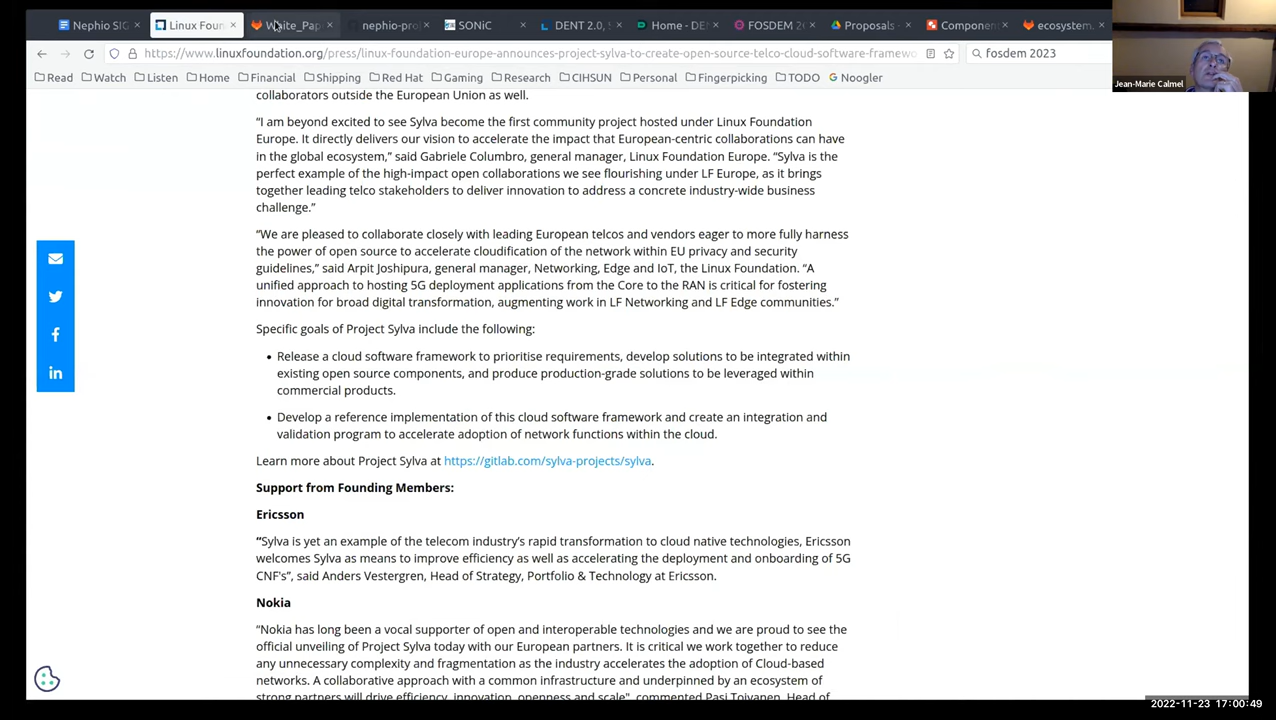 Nephio SIG
Linux Foun
White_Pap
nephio-pro
SONiC
DENT 2.0
Home - DEN
FOSDEM 2
Proposals
Component
ecosystem.
https://www.linuxfoundation.org/press/linux-foundation-europe-announces-project-sylva-to-create-open-source-telco-cloud-software-framewo
fosdem 2023
Read
Watch
Listen
Home
Financial
Shipping
Red Hat
Gaming
Research
CIHSUN
Personal
Fingerpicking
TODO
Noogler
Jean-Marie Calmel
collaborators outside the European Union as well.
“I am beyond excited to see Sylva become the first community project hosted under Linux Foundation
Europe. It directly delivers our vision to accelerate the impact that European-centric collaborations can have
in the global ecosystem,” said Gabriele Columbro, general manager, Linux Foundation Europe. “Sylva is the
perfect example of the high-impact open collaborations we see flourishing under LF Europe, as it brings
together leading telco stakeholders to deliver innovation to address a concrete industry-wide business
challenge.”
“We are pleased to collaborate closely with leading European telcos and vendors eager to more fully harness
the power of open source to accelerate cloudification of the network within EU privacy and security
guidelines,” said Arpit Joshipura, general manager, Networking, Edge and IoT, the Linux Foundation. “A
unified approach to hosting 5G deployment applications from the Core to the RAN is critical for fostering
innovation for broad digital transformation, augmenting work in LF Networking and LF Edge communities.”
Specific goals of Project Sylva include the following:
• Release a cloud software framework to prioritise requirements, develop solutions to be integrated within
existing open source components, and produce production-grade solutions to be leveraged within
commercial products.
• Develop a reference implementation of this cloud software framework and create an integration and
validation program to accelerate adoption of network functions within the cloud.
Learn more about Project Sylva at https://gitlab.com/sylva-projects/sylva.
Support from Founding Members:
Ericsson
“Sylva is yet an example of the telecom industry’s rapid transformation to cloud native technologies, Ericsson
welcomes Sylva as means to improve efficiency as well as accelerating the deployment and onboarding of 5G
CNF's”, said Anders Vestergren, Head of Strategy, Portfolio & Technology at Ericsson.
Nokia
“Nokia has long been a vocal supporter of open and interoperable technologies and we are proud to see the
official unveiling of Project Sylva today with our European partners. It is critical we work together to reduce
any unnecessary complexity and fragmentation as the industry accelerates the adoption of Cloud-based
networks. A collaborative approach with a common infrastructure and underpinned by an ecosystem of
strong partners will drive efficiency, innovation, openness and scale", commented Pasi Toivanen, Head of
2022-11-23 17:00:49